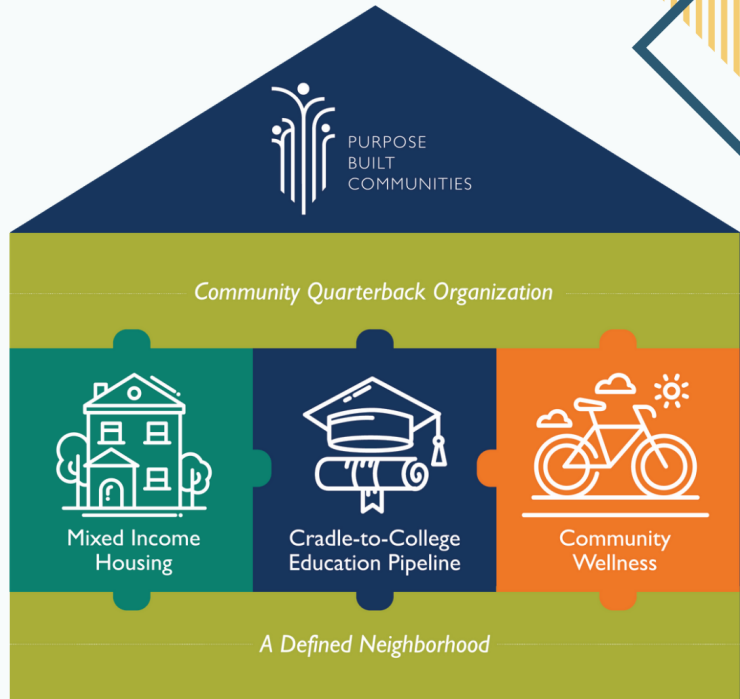 PURPOSE
BUILT
COMMUNITIES
Community Quarterback Organization
Mixed Income
Housing
Cradle-to-College
Education Pipeline
Community
Wellness
A Defined Neighborhood